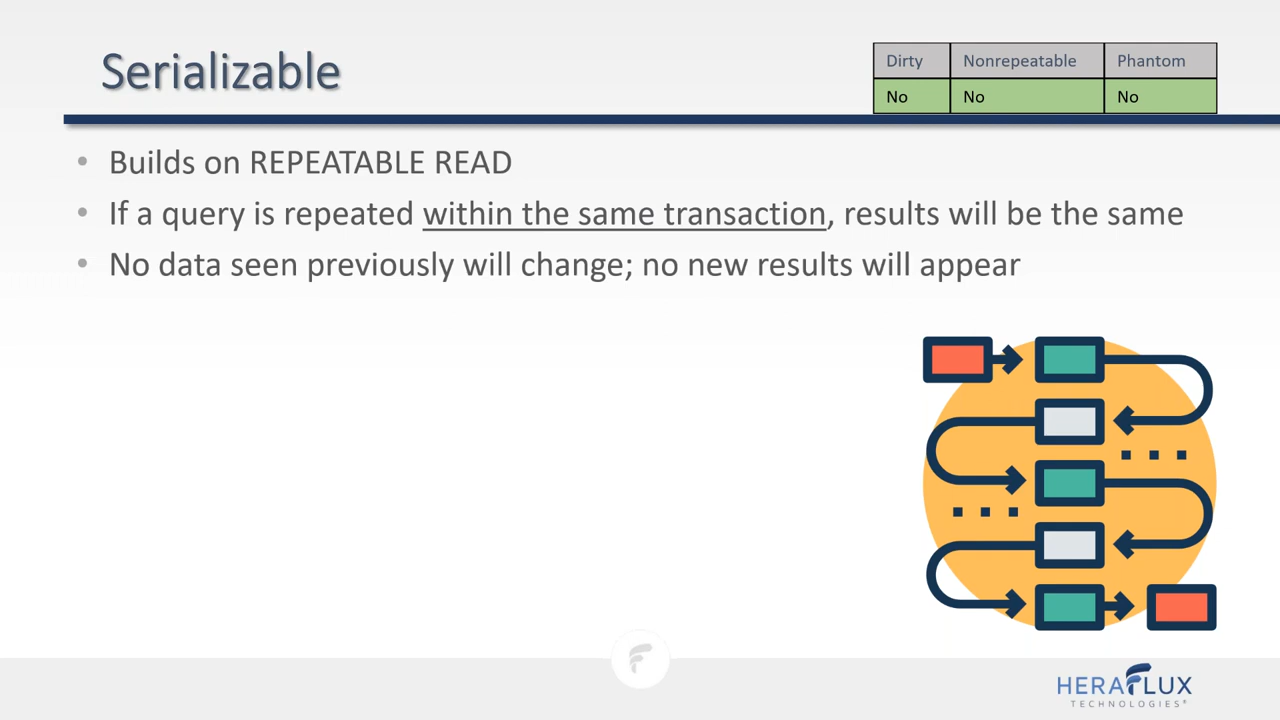 Serializable
Dirty Nonrepeatable Phantom
No No No
• Builds on REPEATABLE READ
• If a query is repeated within the same transaction, results will be the same
• No data seen previously will change; no new results will appear
HERAFLUX
TECHNOLOGIES®